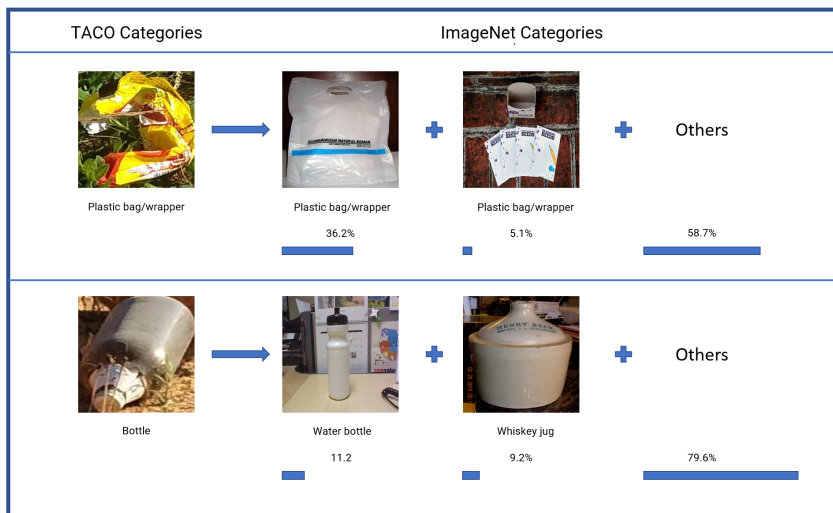 TACO Categories
ImageNet Categories
Others
Plastic bag/wrapper
Plastic bag/wrapper
Plastic bag/wrapper
36.2%
5.1%
58.7%
HENRY
Others
Bottle
Water bottle
Whiskey jug
11.2
9.2%
79.6%